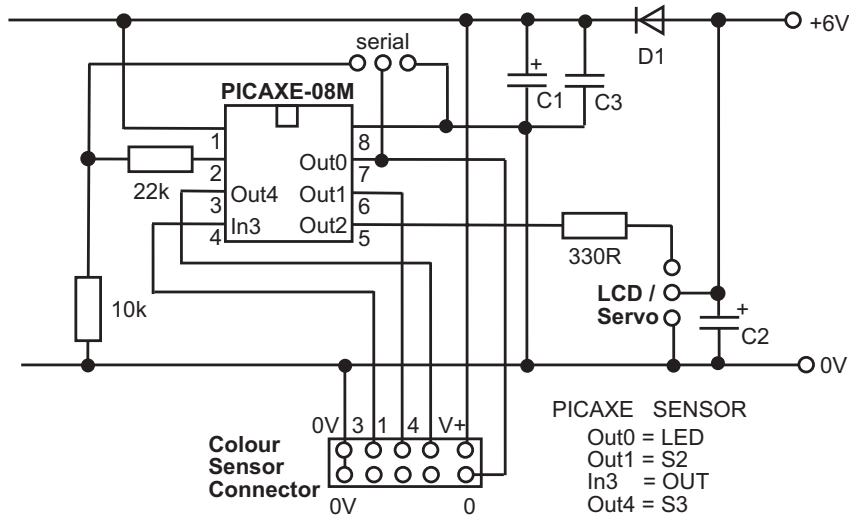 +6V
D1
serial
+
C1
C3
PICAXE-08M
1
8
2
Out0
7
22k
Out4
Out1
3
6
In3
Out2
4
5
330R
10k
LCD /
Servo
+
C2
0V
0V 3 1 4 V+
Colour
Sensor
Connector
0V
0
PICAXE SENSOR
Out0 = LED
Out1 = S2
In3 = OUT
Out4 = S3